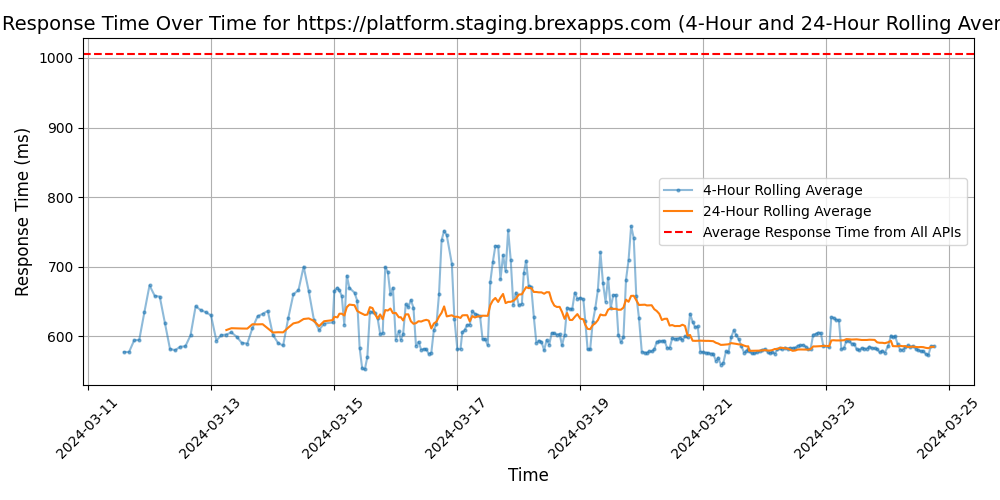 Response Time Over Time for https://platform.staging.brexapps.com (4-Hour and 24-Hour Rolling Aver
1000
900
800
700
600
Response Time (ms)
4-Hour Rolling Average
24-Hour Rolling Average
Average Response Time from All APIs
2024-03-11
2024-03-13
2024-03-15
2024-03-17
2024-03-19
2024-03-21
2024-03-23
2024-03-25
Time